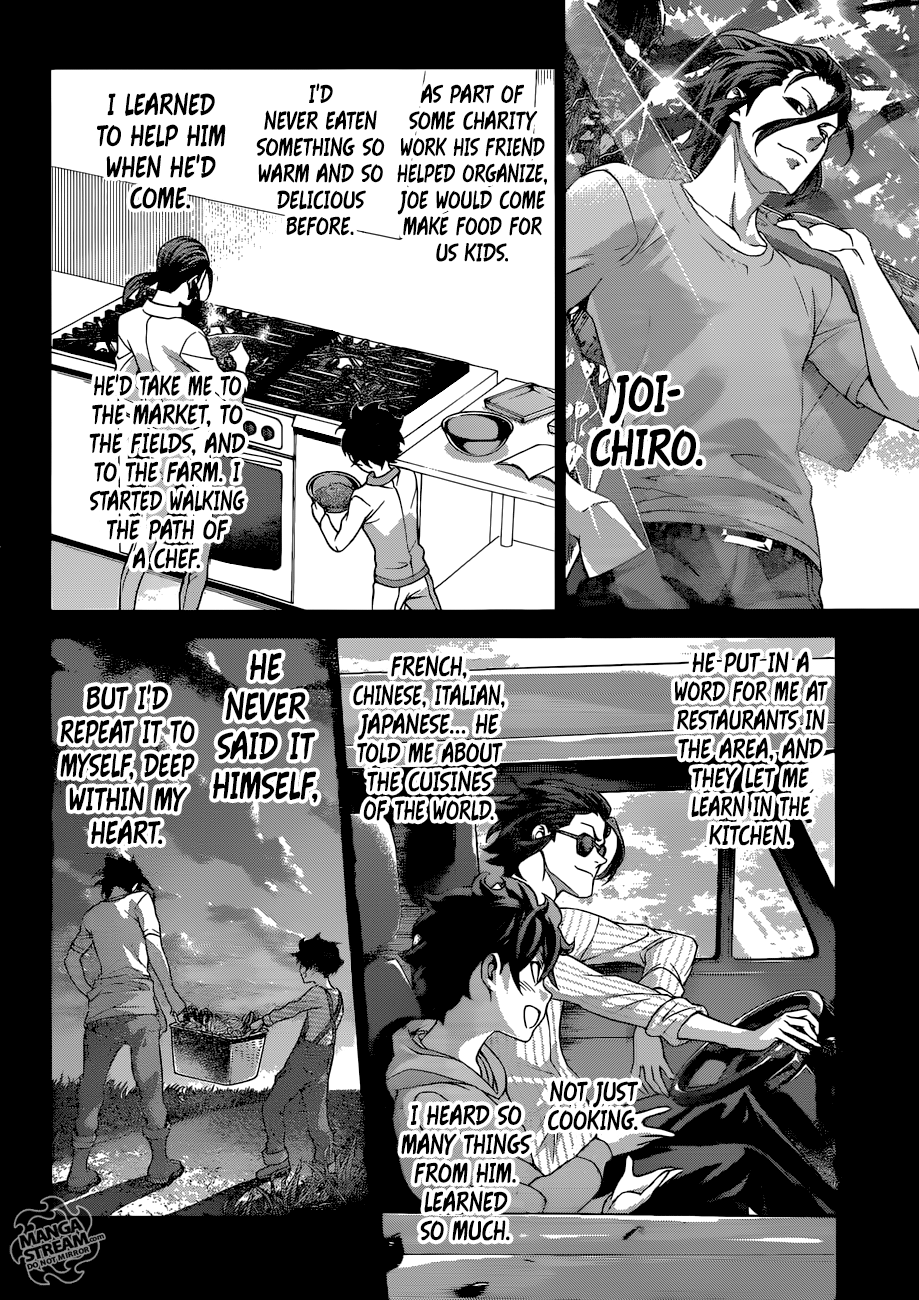 JOI-
CHIRO.
AS PART OF
SOME CHARITY
WORK HIS FRIEND
HELPED ORGANIZE,
JOE WOULD COME
MAKE FOOD FOR
US KIDS.
I'D
NEVER EATEN
SOMETHING SO
WARM AND SO
DELICIOUS
BEFORE.
I LEARNED
TO HELP HIM
WHEN HE'D
COME.
HE'D TAKE ME TO
THE MARKET, TO
THE FIELDS, AND
TO THE FARM. I
STARTED WALKING
THE PATH OF
A CHEF.
HE PUT IN A
WORD FOR ME AT
RESTAURANTS IN
THE AREA, AND
THEY LET ME
LEARN IN THE
KITCHEN.
FRENCH,
CHINESE, ITALIAN,
JAPANESE... HE
TOLD ME ABOUT
THE CUISINES
OF THE WORLD.
NOT JUST
COOKING.
I HEARD SO
MANY THINGS
FROM HIM.
LEARNED
SO MUCH.
HE
NEVER
SAID IT
HIMSELF,
BUT I'D
REPEAT IT TO
MYSELF, DEEP
WITHIN MY
HEART.
MANGA
STREAM.com
DO NOT MIRROR